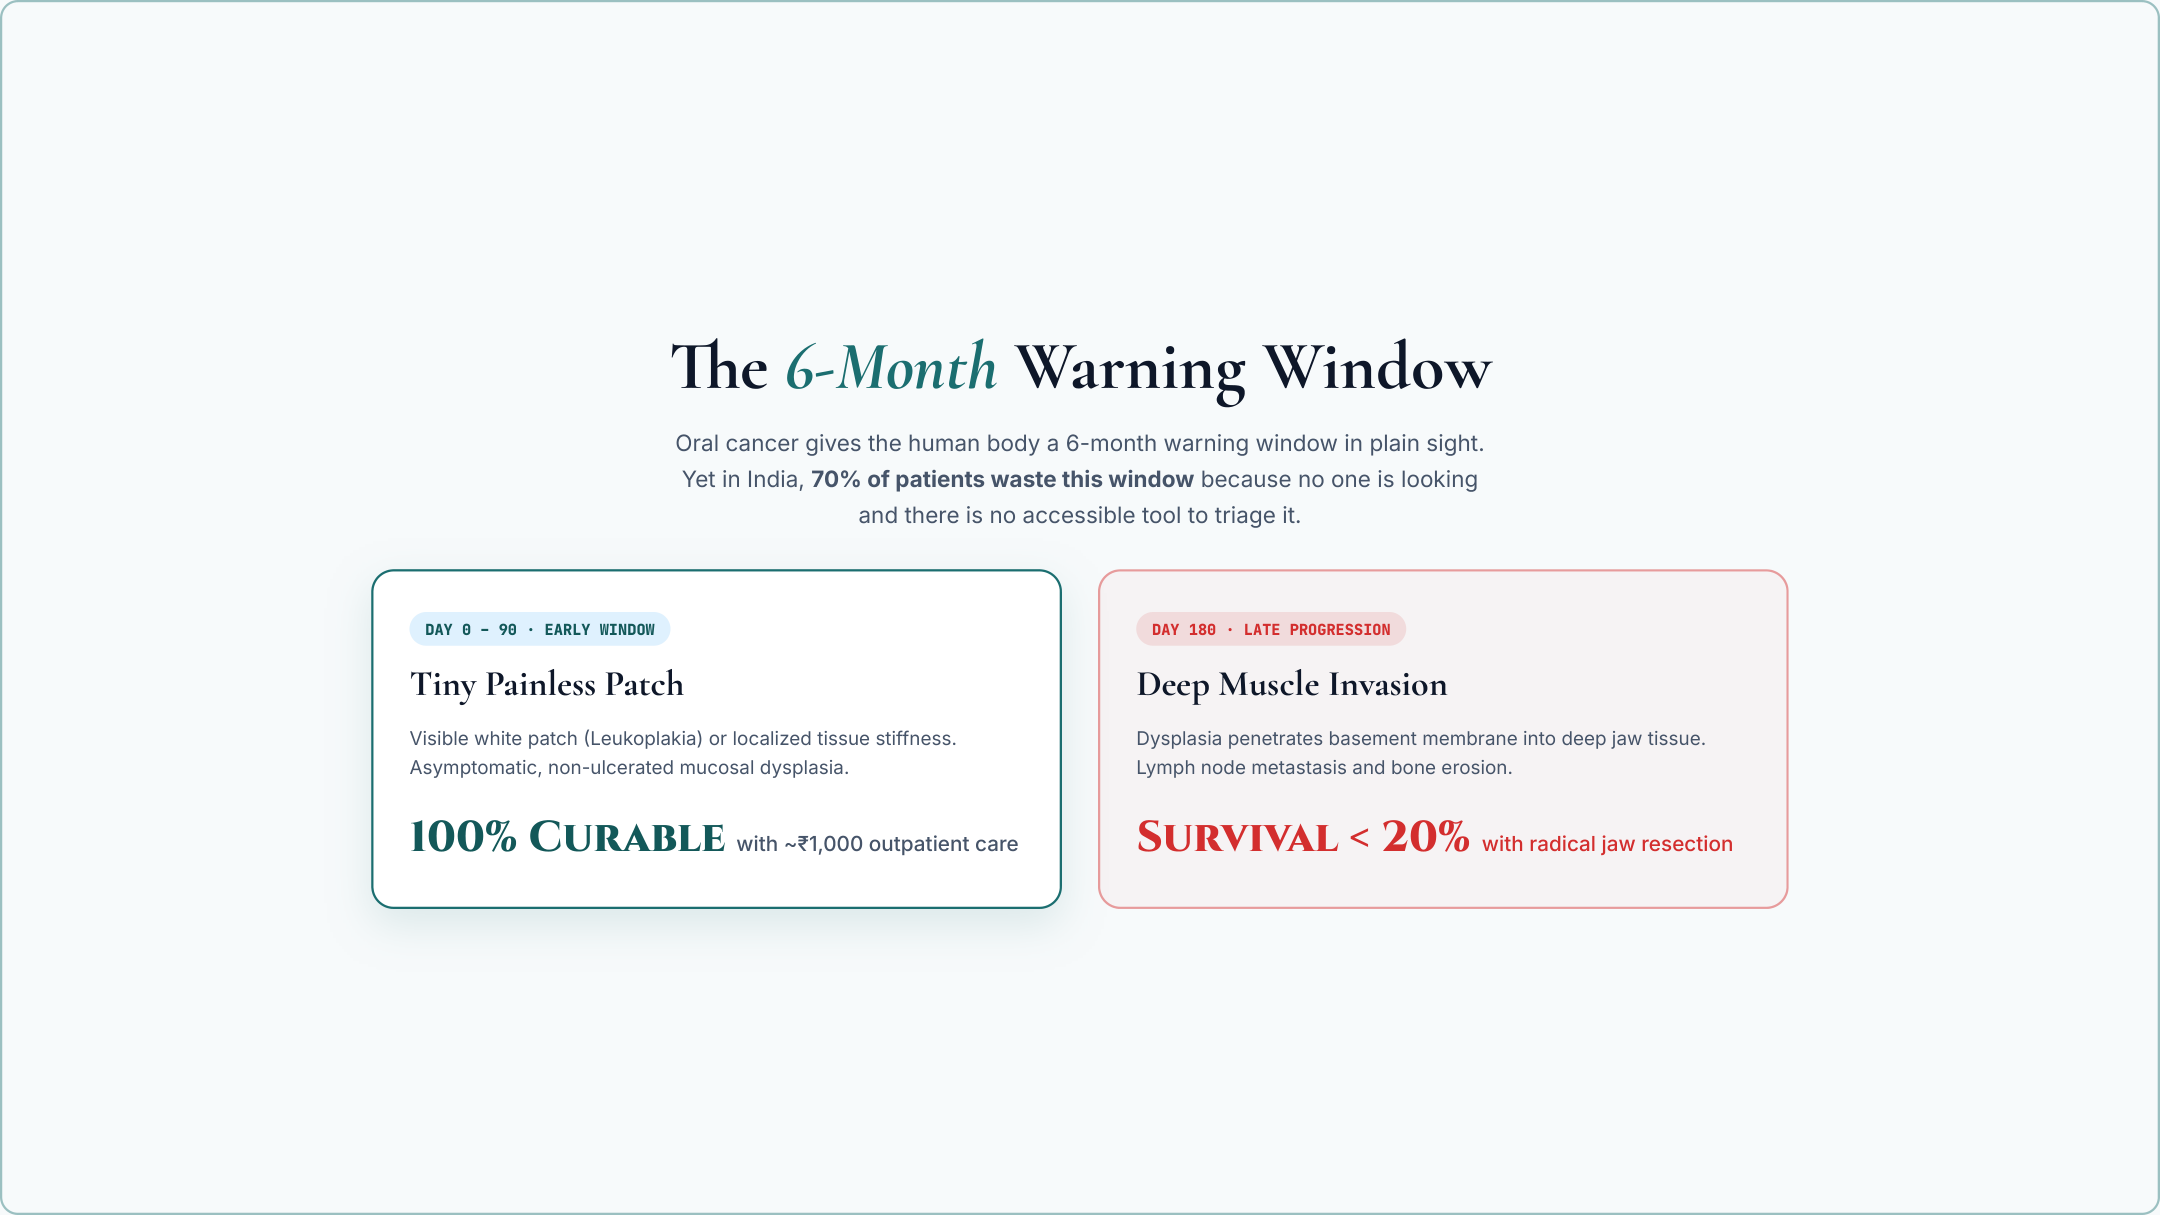 The 6-Month Warning Window
Oral cancer gives the human body a 6-month warning window in plain sight.
Yet in India, 70% of patients waste this window because no one is looking
and there is no accessible tool to triage it.
DAY 0 – 90 · EARLY WINDOW
Tiny Painless Patch
Visible white patch (Leukoplakia) or localized tissue stiffness.
Asymptomatic, non-ulcerated mucosal dysplasia.
100% Curable with ~₹1,000 outpatient care
DAY 180 · LATE PROGRESSION
Deep Muscle Invasion
Dysplasia penetrates basement membrane into deep jaw tissue.
Lymph node metastasis and bone erosion.
Survival < 20% with radical jaw resection